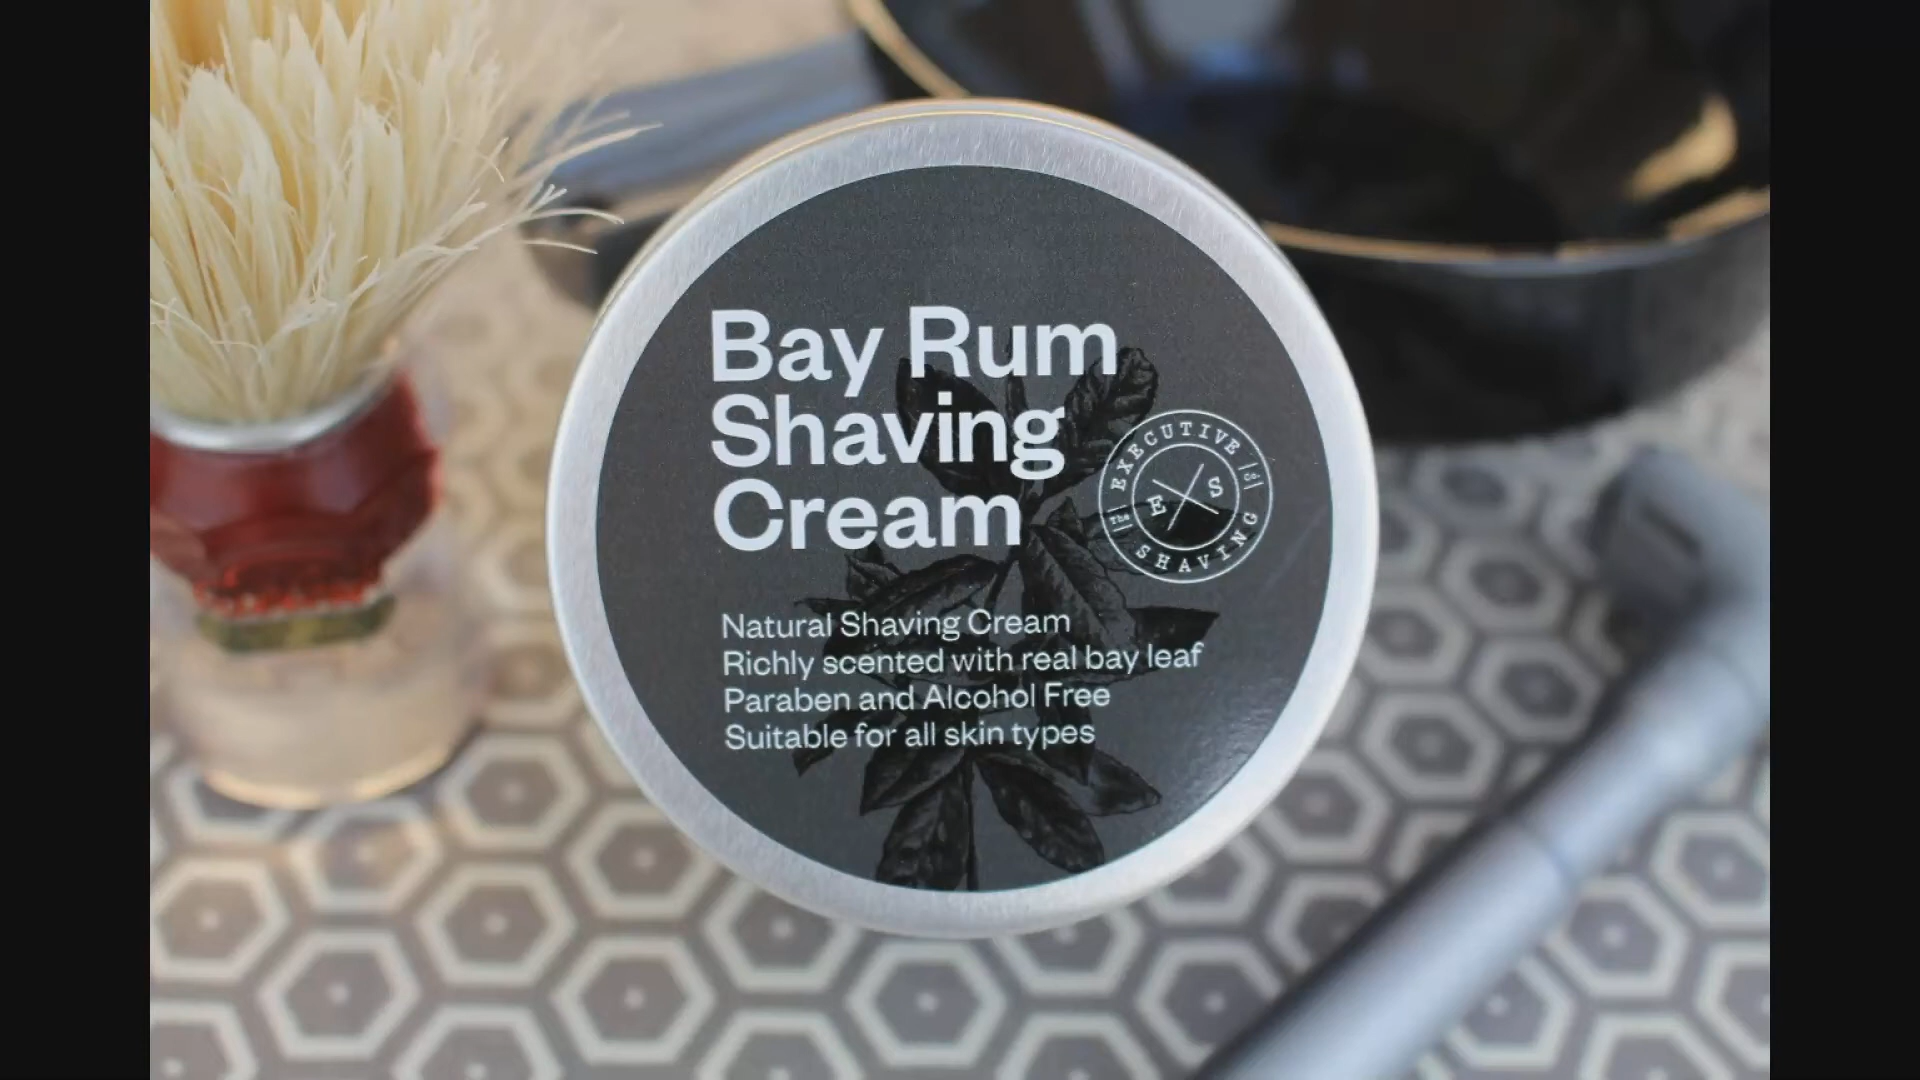 Bay Rum
Shaving
Cream
The EXECUTIVE Co.
E S
SHAVING
Natural Shaving Cream
Richly scented with real bay leaf
Paraben and Alcohol Free
Suitable for all skin types